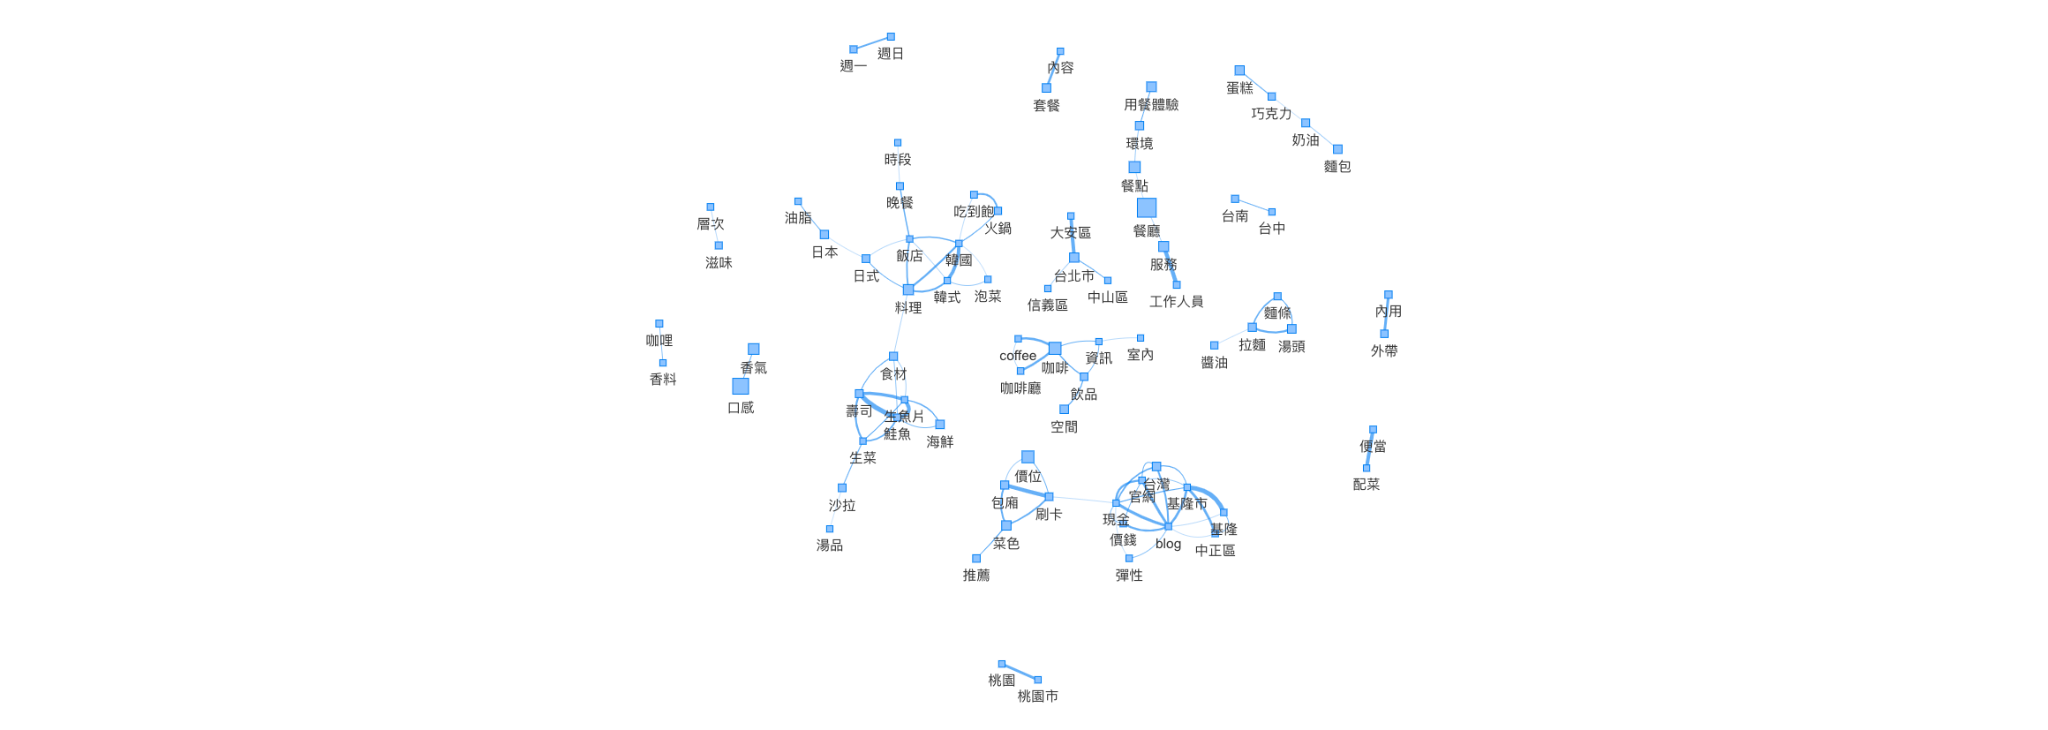 週日
週一
內容
套餐
蛋糕
用餐體驗
巧克力
奶油
環境
時段
麵包
餐點
晚餐
吃到飽
油脂
台南
層次
火鍋
台中
大安區
餐廳
日本
飯店
韓國
滋味
服務
日式
台北市
韓式
泡菜
中山區
工作人員
信義區
料理
內用
麵條
咖哩
拉麵
湯頭
外帶
coffee
資訊
室內
醬油
香氣
咖啡
食材
香料
咖啡廳
飲品
口感
壽司
生魚片
空間
鮭魚
海鮮
便當
生菜
價位
台灣
配菜
官網
包廂
基隆市
沙拉
刷卡
現金
基隆
價錢
菜色
blog
湯品
中正區
推薦
彈性
桃園
桃園市